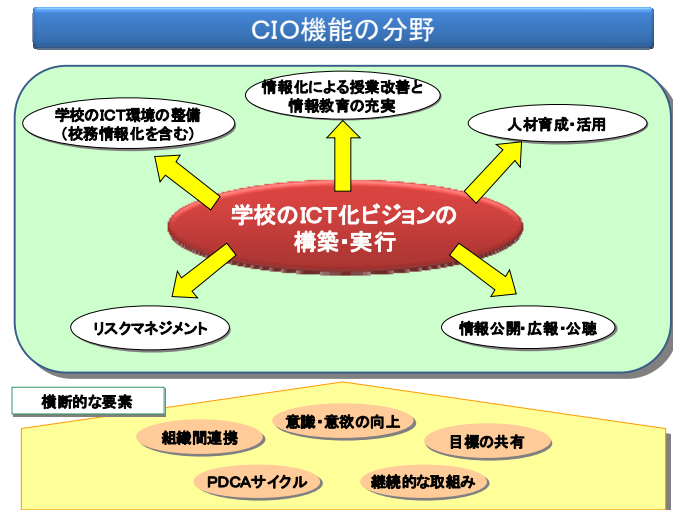 CIO機能の分野
情報化による授業改善と
情報教育の充実
学校のICT環境の整備
（校務情報化を含む）
人材育成・活用
学校のICT化ビジョンの
構築・実行
リスクマネジメント
情報公開・広報・公聴
横断的な要素
意識・意欲の向上
組織間連携
目標の共有
PDCAサイクル
継続的な取組み